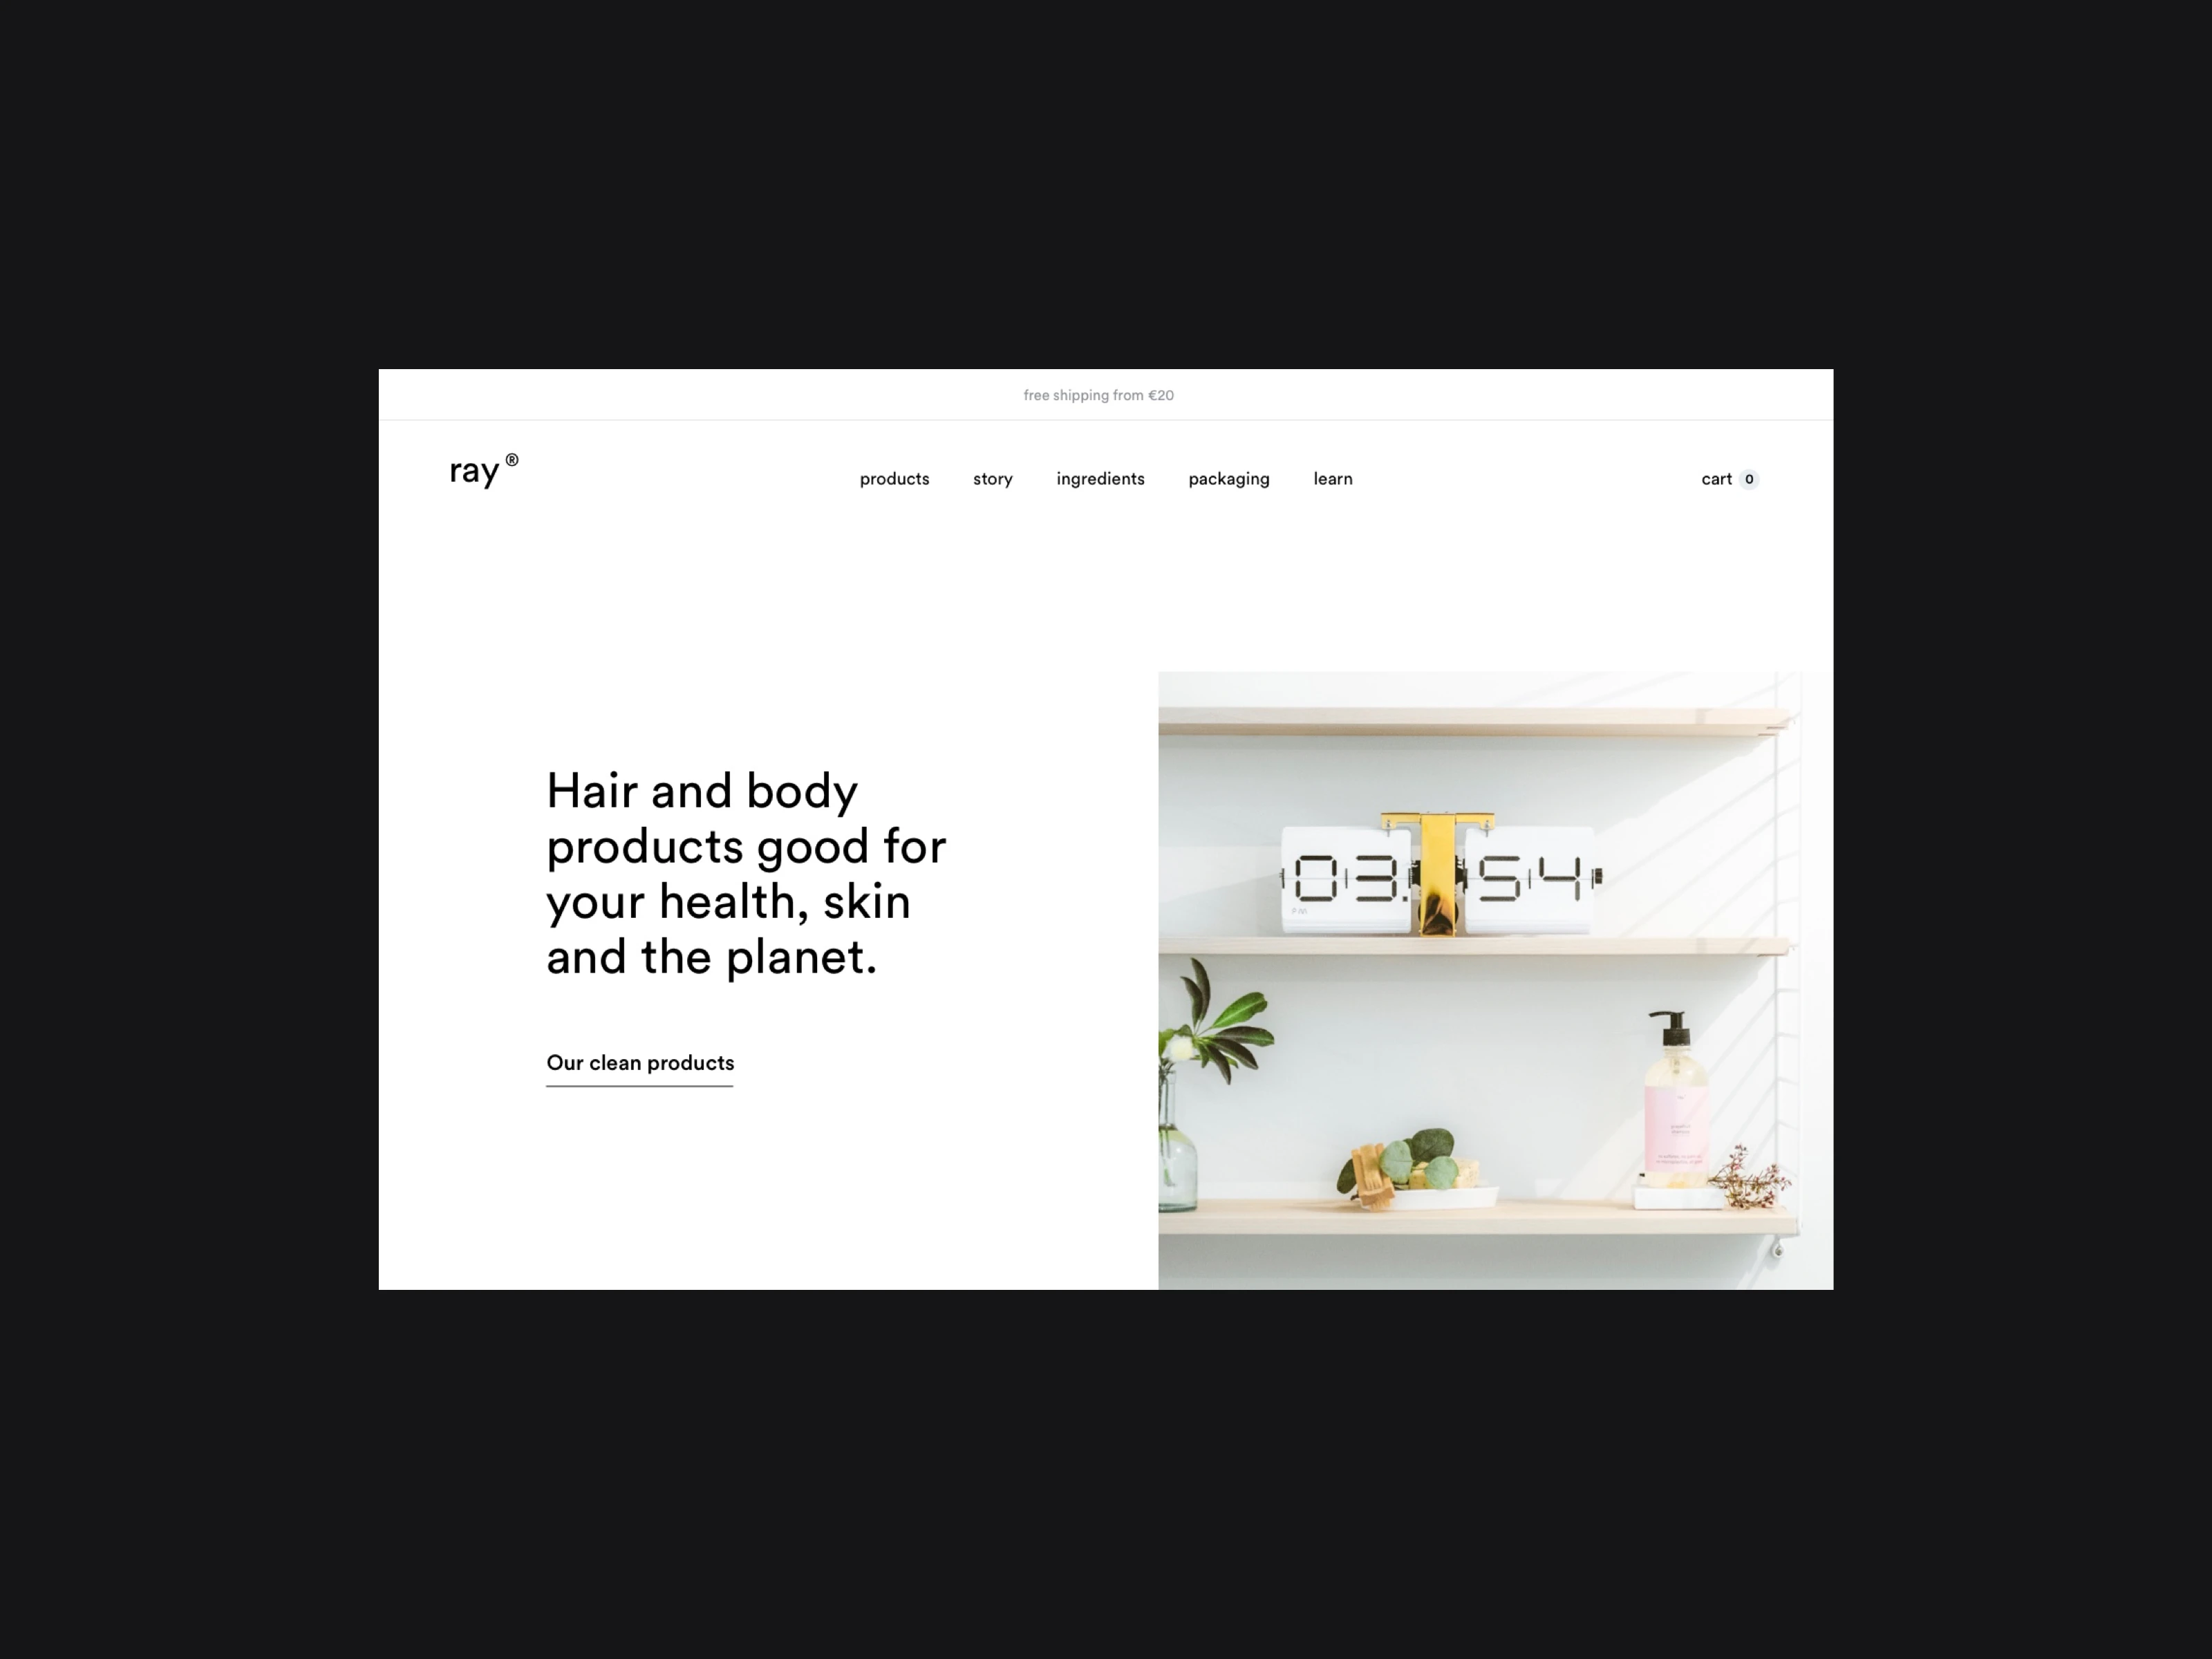 free shipping from €20
ray ®
products story ingredients packaging learn
cart 0
Hair and body
products good for
your health, skin
and the planet.
Our clean products
03. 54
PM